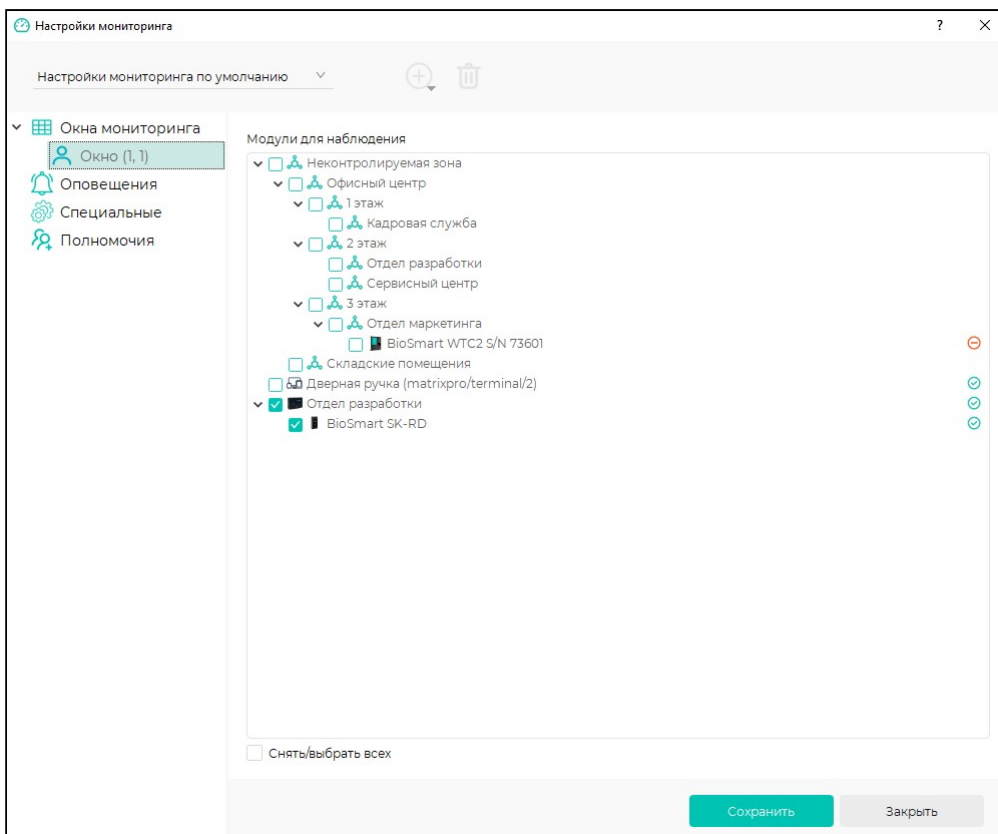 Настройки мониторинга
?
Настройки мониторинга по умолчанию
Окна мониторинга
Окно (1, 1)
Оповещения
Специальные
Полномочия
Модули для наблюдения
Неконтролируемая зона
Офисный центр
1 этаж
Кадровая служба
2 этаж
Отдел разработки
Сервисный центр
3 этаж
Отдел маркетинга
BioSmart WTC2 S/N 73601
Складские помещения
Дверная ручка (matrixpro/terminal/2)
Отдел разработки
BioSmart SK-RD
Снять/выбрать всех
Сохранить
Закрыть